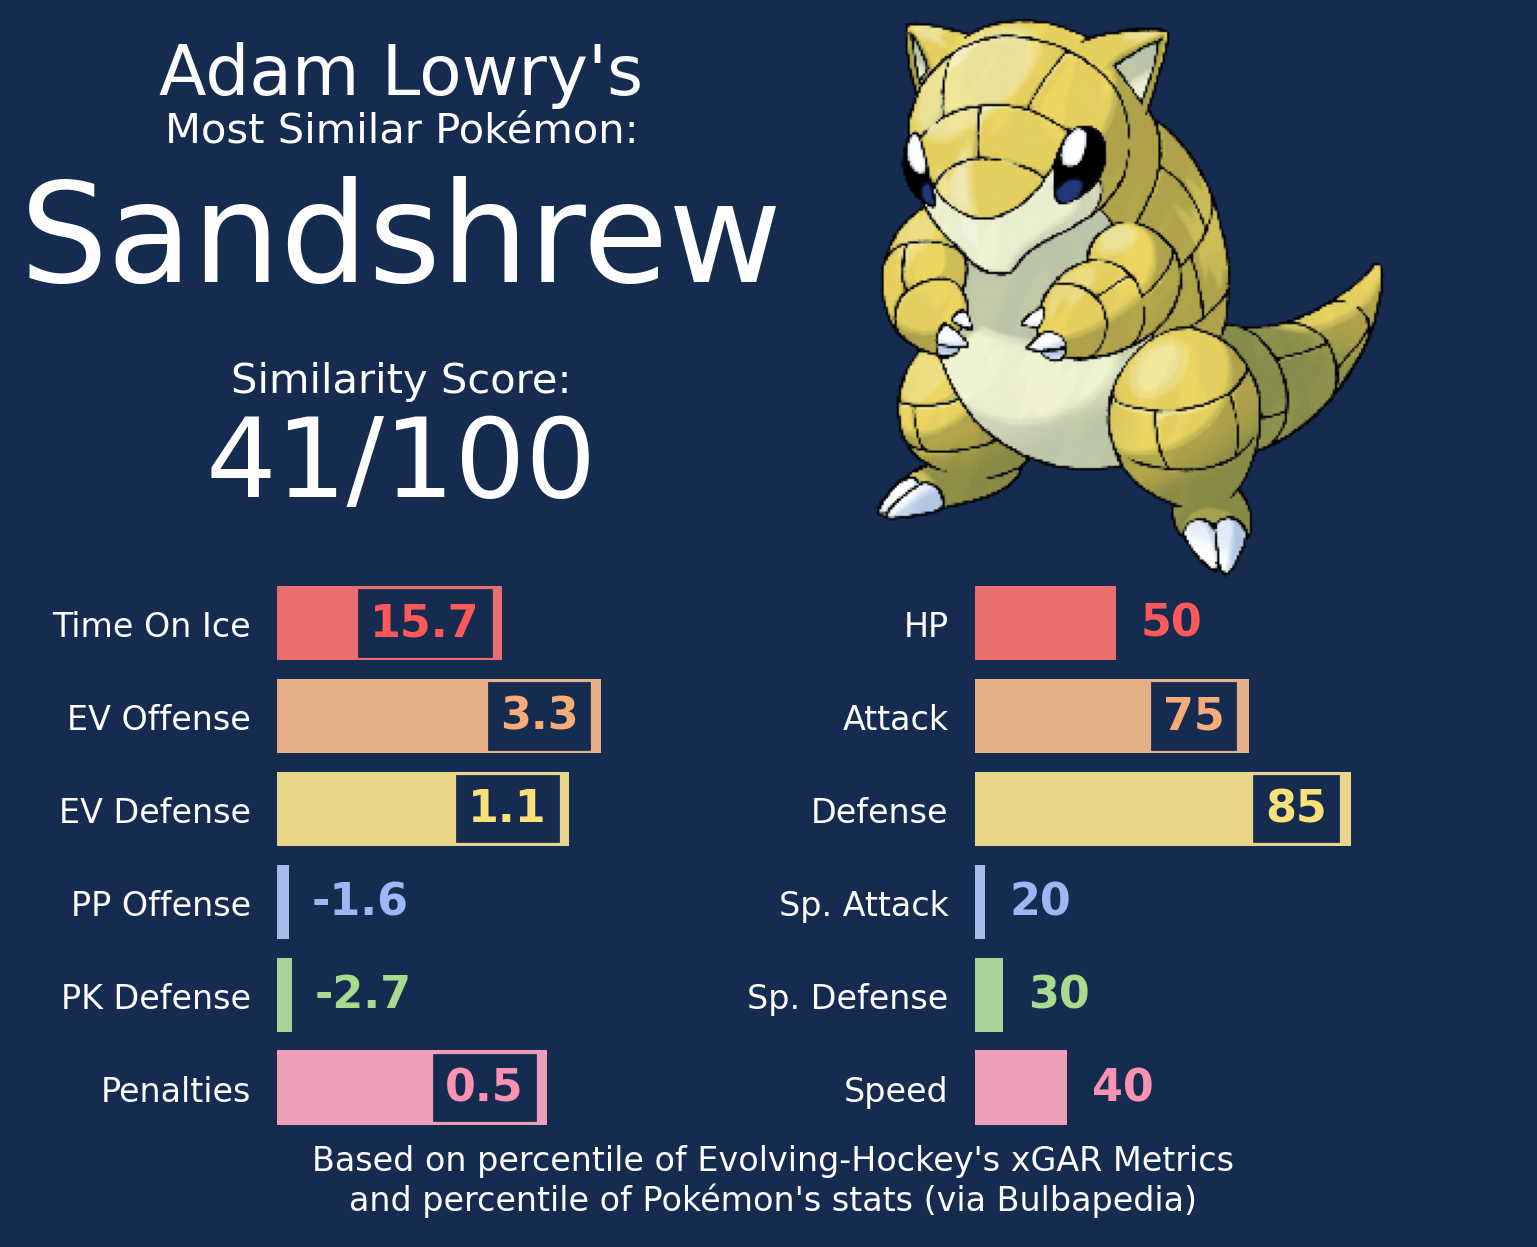 Adam Lowry's
Most Similar Pokémon:
Sandshrew
Similarity Score:
41/100
Time On Ice 15.7
EV Offense 3.3
EV Defense 1.1
PP Offense -1.6
PK Defense -2.7
Penalties 0.5
HP 50
Attack 75
Defense 85
Sp. Attack 20
Sp. Defense 30
Speed 40
Based on percentile of Evolving-Hockey's xGAR Metrics
and percentile of Pokémon's stats (via Bulbapedia)